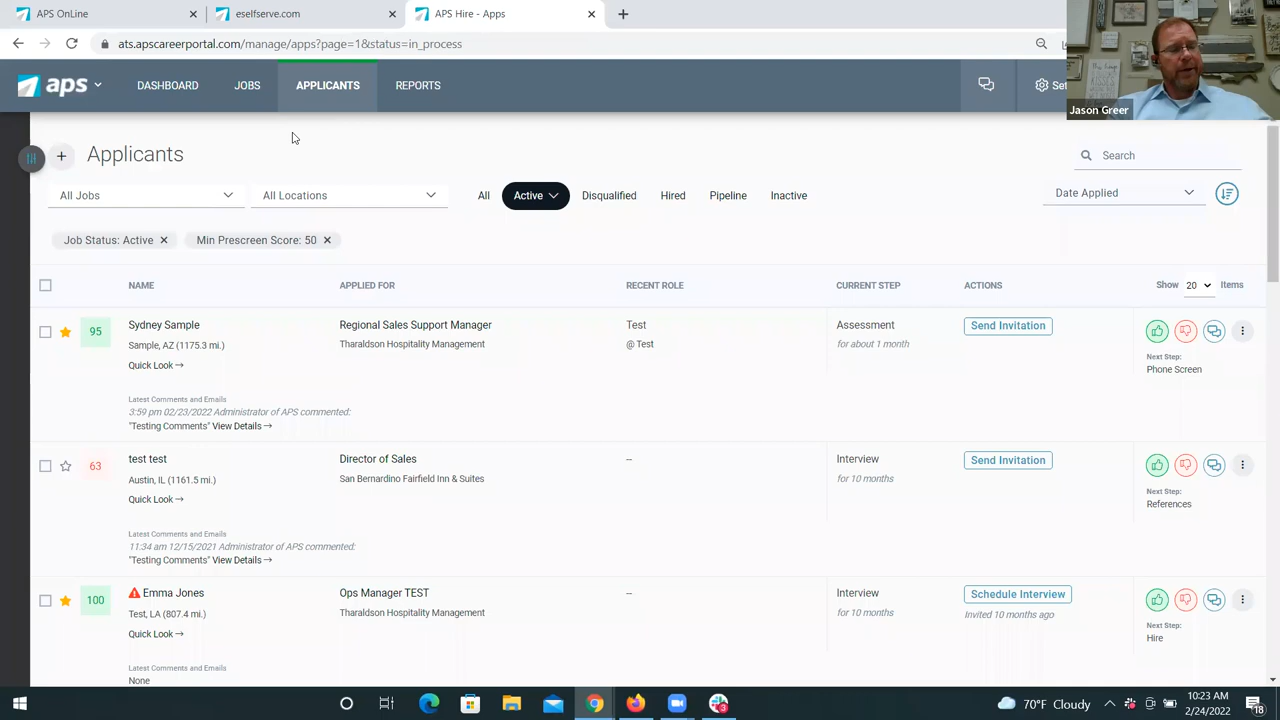 APS OnLine
eselfserve.com
APS Hire - Apps
ats.apscareerportal.com/manage/apps?page=1&status=in_process
aps
DASHBOARD
JOBS
APPLICANTS
REPORTS
Jason Greer
Applicants
Search
All Jobs
All Locations
All
Active
Disqualified
Hired
Pipeline
Inactive
Date Applied
Job Status: Active
Min Prescreen Score: 50
NAME
APPLIED FOR
RECENT ROLE
CURRENT STEP
ACTIONS
Show 20 Items
95
Sydney Sample
Sample, AZ (1175.3 mi.)
Quick Look →
Regional Sales Support Manager
Tharaldson Hospitality Management
Test
@ Test
Assessment
for about 1 month
Send Invitation
Next Step:
Phone Screen
Latest Comments and Emails
3:59 pm 02/23/2022 Administrator of APS commented:
"Testing Comments" View Details →
63
test test
Austin, IL (1161.5 mi.)
Quick Look →
Director of Sales
San Bernardino Fairfield Inn & Suites
--
Interview
for 10 months
Send Invitation
Next Step:
References
Latest Comments and Emails
11:34 am 12/15/2021 Administrator of APS commented:
"Testing Comments" View Details →
100
Emma Jones
Test, LA (807.4 mi.)
Quick Look →
Ops Manager TEST
Tharaldson Hospitality Management
--
Interview
for 10 months
Schedule Interview
Invited 10 months ago
Next Step:
Hire
Latest Comments and Emails
None
3
70°F Cloudy
10:23 AM
2/24/2022
18